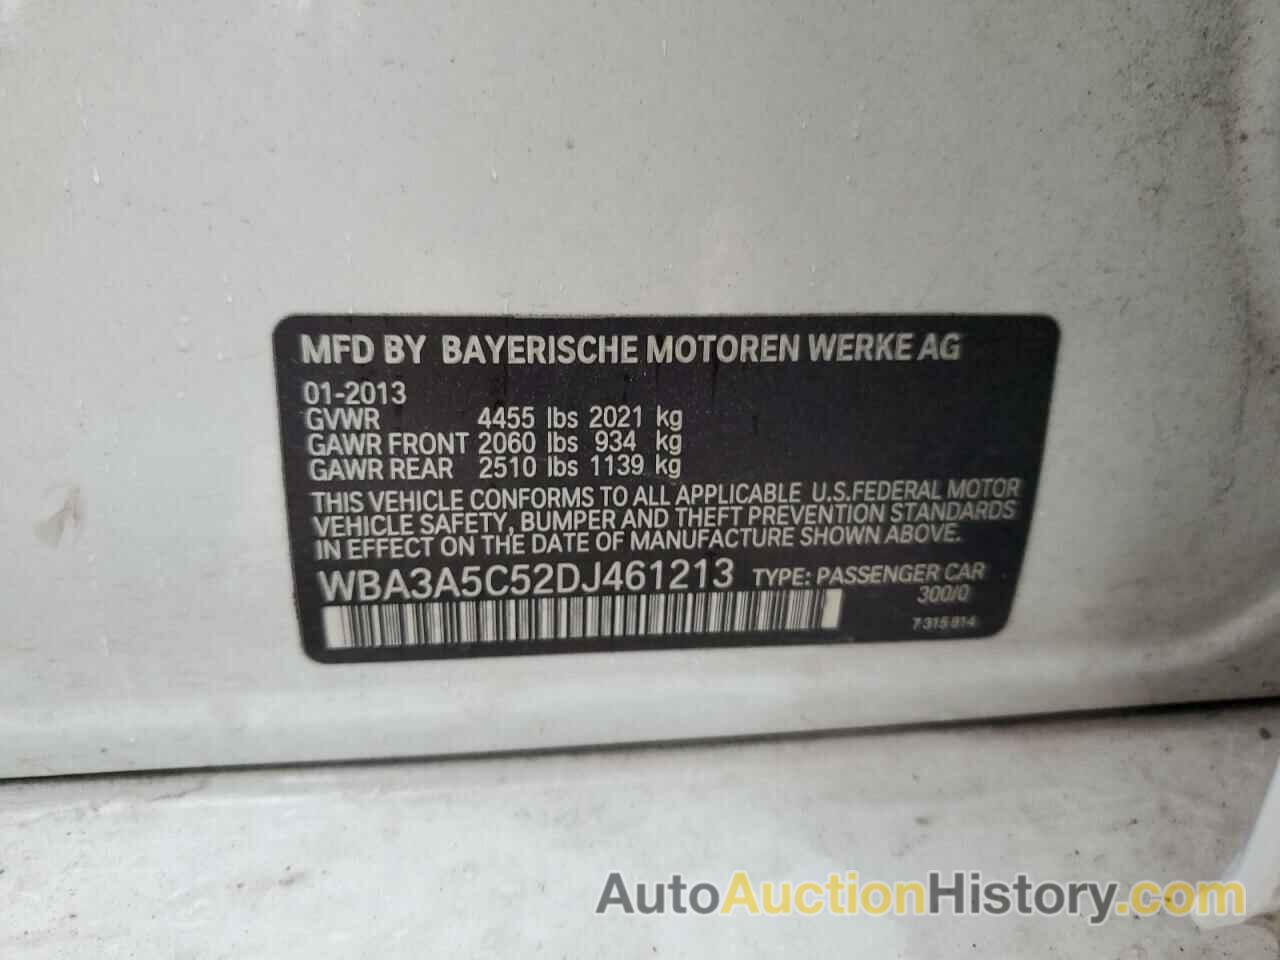 MFD BY BAYERISCHE MOTOREN WERKE AG
01-2013
GVWR 4455 lbs 2021 kg
GAWR FRONT 2060 lbs 934 kg
GAWR REAR 2510 lbs 1139 kg
THIS VEHICLE CONFORMS TO ALL APPLICABLE U.S.FEDERAL MOTOR
VEHICLE SAFETY, BUMPER AND THEFT PREVENTION STANDARDS
IN EFFECT ON THE DATE OF MANUFACTURE SHOWN ABOVE.
WBA3A5C52DJ461213 TYPE: PASSENGER CAR
300/0
7 315 914
AutoAuctionHistory.com